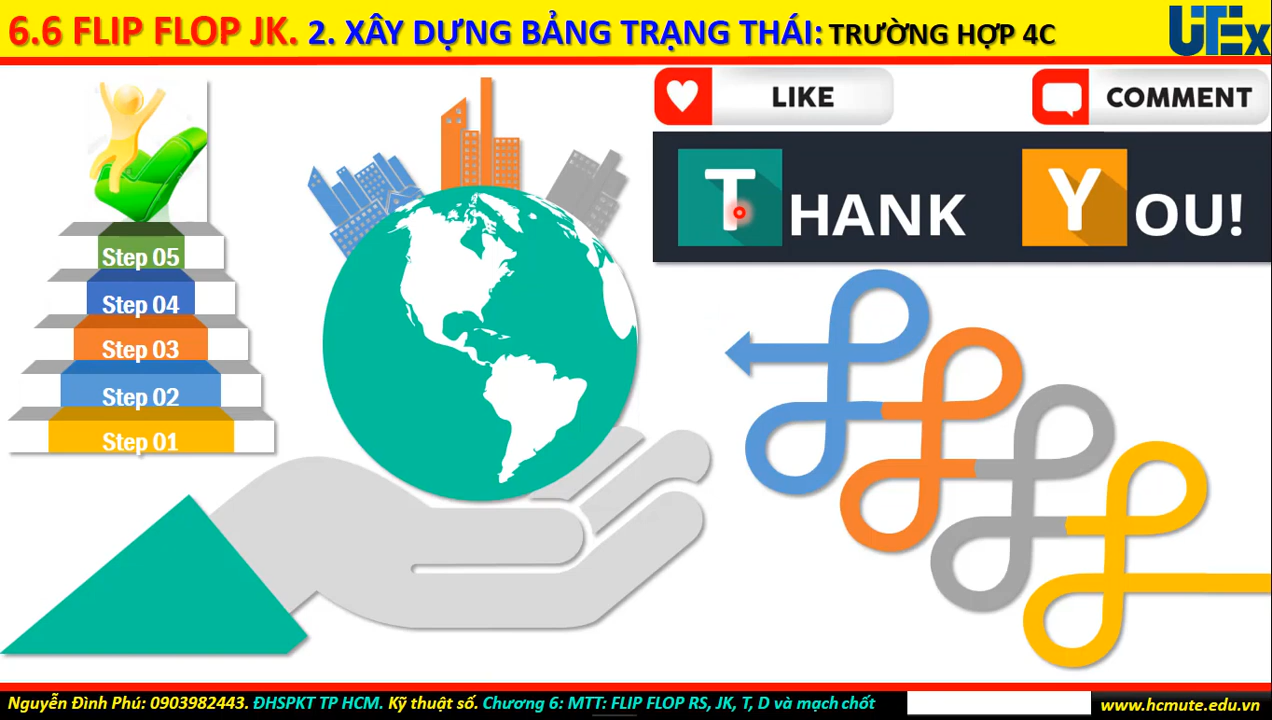 6.6 FLIP FLOP JK. 2. XÂY DỰNG BẢNG TRẠNG THÁI: TRƯỜNG HỢP 4C
UTEx
LIKE
COMMENT
THANK YOU!
Step 05
Step 04
Step 03
Step 02
Step 01
Nguyễn Đình Phú: 0903982443. ĐHSPKT TP HCM. Kỹ thuật số. Chương 6: MTT: FLIP FLOP RS, JK, T, D và mạch chốt
www.hcmute.edu.vn